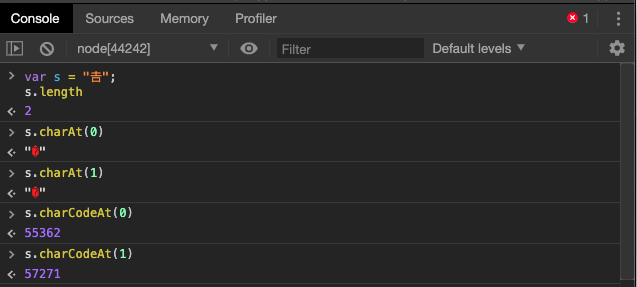 Console Sources Memory Profiler 1
node[44242] Filter Default levels
var s = "𠮷";
s.length
2
s.charAt(0)
"�"
s.charAt(1)
"�"
s.charCodeAt(0)
55362
s.charCodeAt(1)
57271